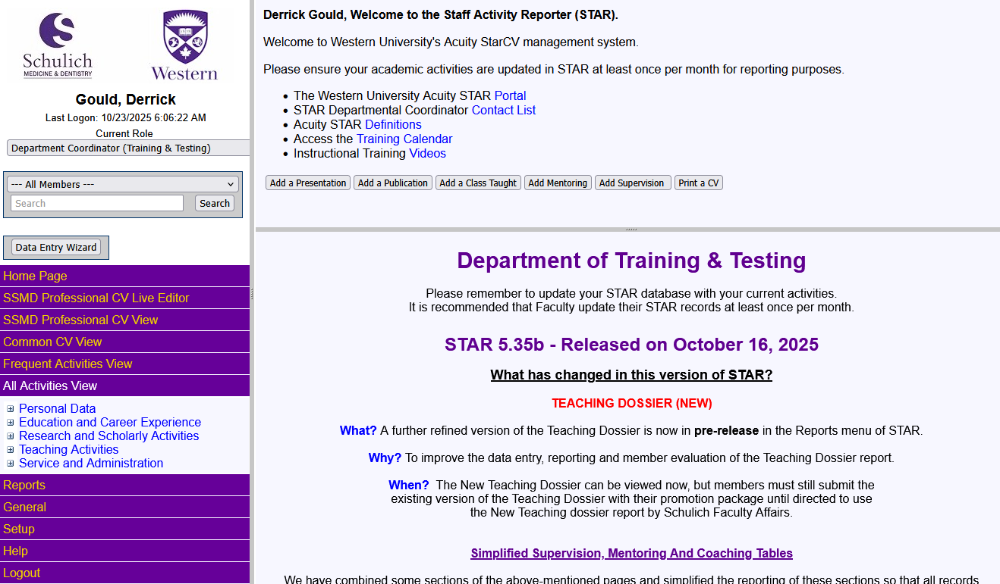 Schulich
MEDICINE & DENTISTRY
Western
Gould, Derrick
Last Logon: 10/23/2025 6:06:22 AM
Current Role
Department Coordinator (Training & Testing)
--- All Members ---
Search
Search
Data Entry Wizard
Home Page
SSMD Professional CV Live Editor
SSMD Professional CV View
Common CV View
Frequent Activities View
All Activities View
Personal Data
Education and Career Experience
Research and Scholarly Activities
Teaching Activities
Service and Administration
Reports
General
Setup
Help
Logout
Derrick Gould, Welcome to the Staff Activity Reporter (STAR).
Welcome to Western University's Acuity StarCV management system.
Please ensure your academic activities are updated in STAR at least once per month for reporting purposes.
• The Western University Acuity STAR Portal
• STAR Departmental Coordinator Contact List
• Acuity STAR Definitions
• Access the Training Calendar
• Instructional Training Videos
Add a Presentation Add a Publication Add a Class Taught Add Mentoring Add Supervision Print a CV
Department of Training & Testing
Please remember to update your STAR database with your current activities.
It is recommended that Faculty update their STAR records at least once per month.
STAR 5.35b - Released on October 16, 2025
What has changed in this version of STAR?
TEACHING DOSSIER (NEW)
What? A further refined version of the Teaching Dossier is now in pre-release in the Reports menu of STAR.
Why? To improve the data entry, reporting and member evaluation of the Teaching Dossier report.
When? The New Teaching Dossier can be viewed now, but members must still submit the
existing version of the Teaching Dossier with their promotion package until directed to use
the New Teaching dossier report by Schulich Faculty Affairs.
Simplified Supervision, Mentoring And Coaching Tables
We have combined some sections of the above-mentioned pages and simplified the reporting of these sections so that all records